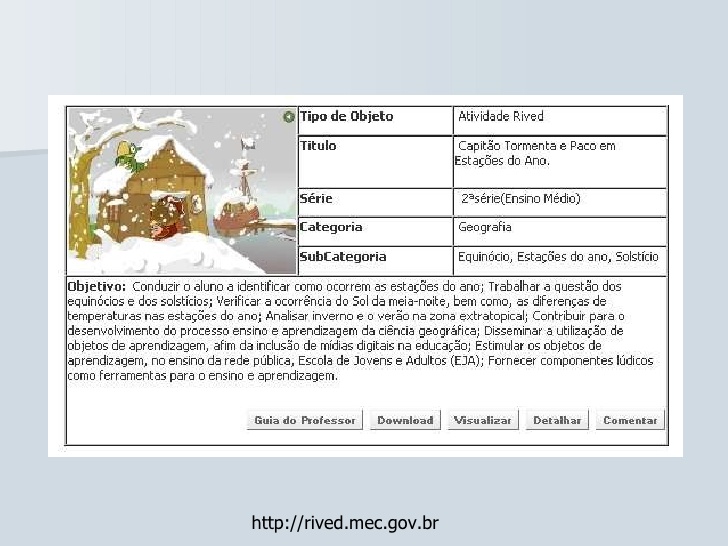 Tipo de Objeto Atividade Rived
Titulo Capitão Tormenta e Paco em
Estações do Ano.
Série 2ªsérie(Ensino Médio)
Categoria Geografia
SubCategoria Equinócio, Estações do ano, Solstício
Objetivo: Conduzir o aluno a identificar como ocorrem as estações do ano; Trabalhar a questão dos
equinócios e dos solstícios; Verificar a ocorrência do Sol da meia-noite, bem como, as diferenças de
temperaturas nas estações do ano; Analisar inverno e o verão na zona extratopical; Contribuir para o
desenvolvimento do processo ensino e aprendizagem da ciência geográfica; Disseminar a utilização de
objetos de aprendizagem, afim da inclusão de mídias digitais na educação; Estimular os objetos de
aprendizagem, no ensino da rede pública, Escola de Jovens e Adultos (EJA); Fornecer componentes lúdicos
como ferramentas para o ensino e aprendizagem.
Guia do Professor Download Visualizar Detalhar Comentar
http://rived.mec.gov.br